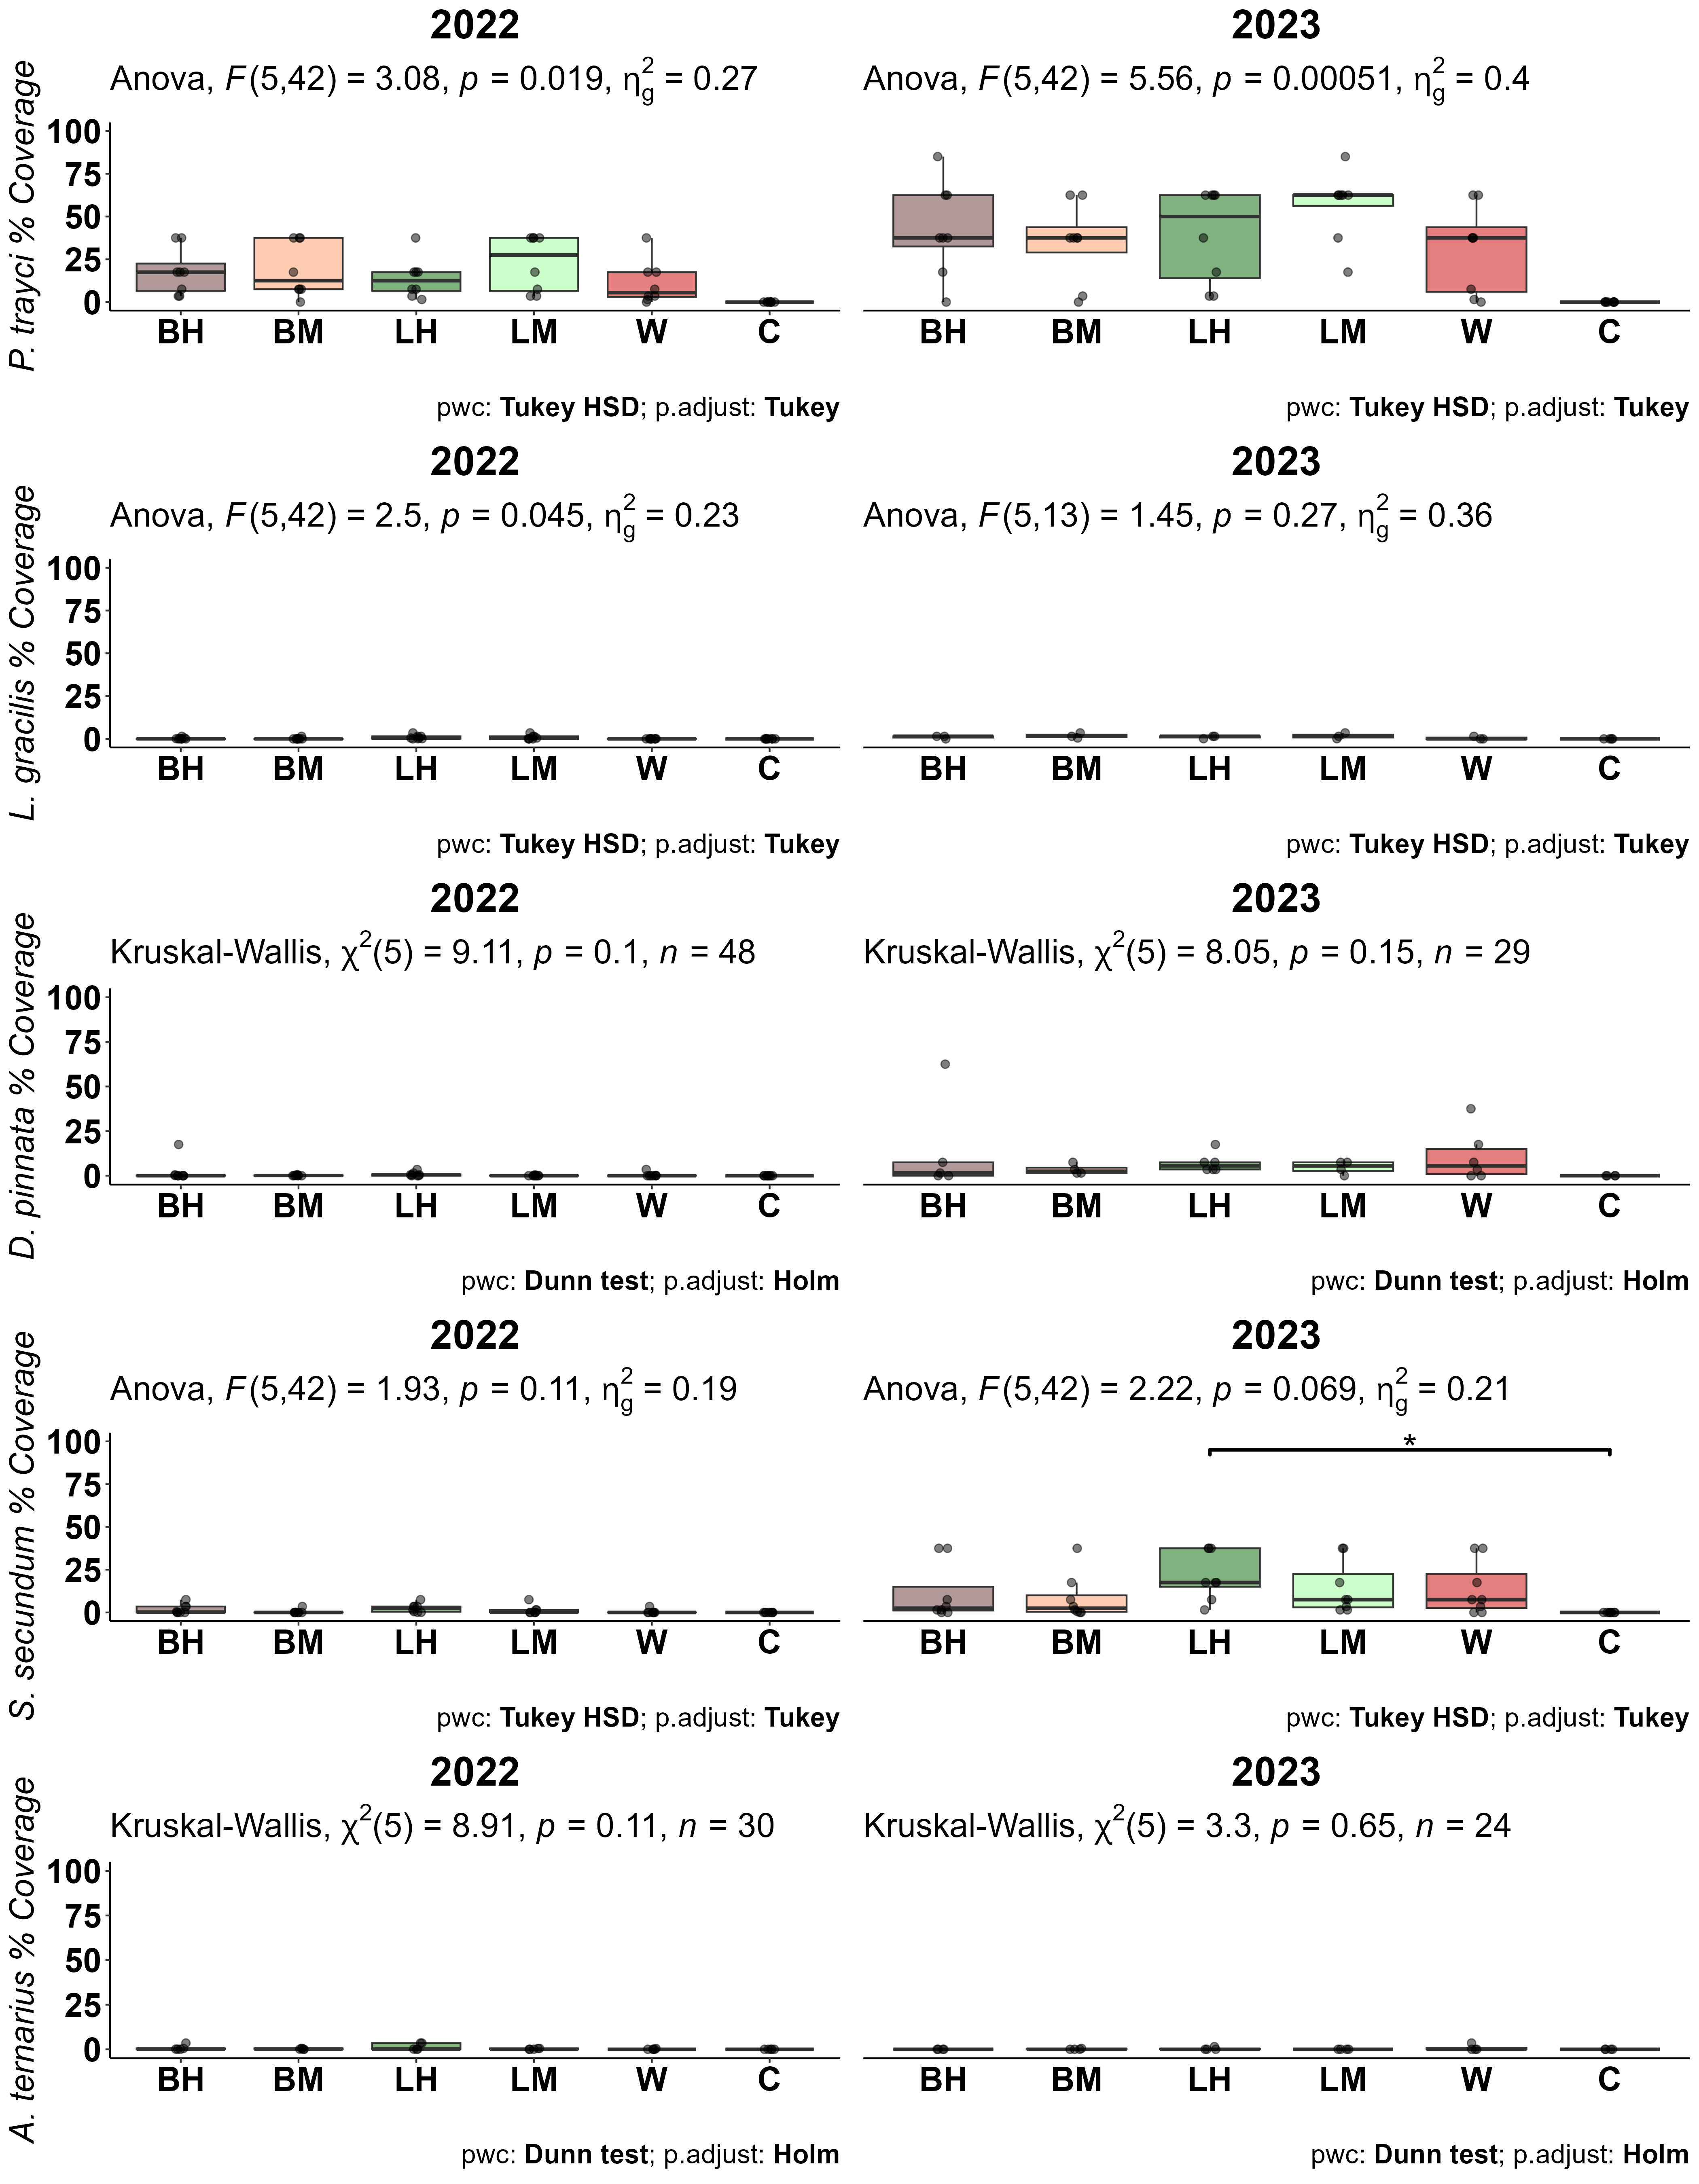 2022
2023
Anova, F(5,42) = 3.08, p = 0.019, η²g = 0.27
Anova, F(5,42) = 5.56, p = 0.00051, η²g = 0.4
P. trayci % Coverage
100
75
50
25
0
BH BM LH LM W C
BH BM LH LM W C
pwc: Tukey HSD; p.adjust: Tukey
pwc: Tukey HSD; p.adjust: Tukey
2022
2023
Anova, F(5,42) = 2.5, p = 0.045, η²g = 0.23
Anova, F(5,13) = 1.45, p = 0.27, η²g = 0.36
L. gracilis % Coverage
100
75
50
25
0
BH BM LH LM W C
BH BM LH LM W C
pwc: Tukey HSD; p.adjust: Tukey
pwc: Tukey HSD; p.adjust: Tukey
2022
2023
Kruskal-Wallis, χ²(5) = 9.11, p = 0.1, n = 48
Kruskal-Wallis, χ²(5) = 8.05, p = 0.15, n = 29
D. pinnata % Coverage
100
75
50
25
0
BH BM LH LM W C
BH BM LH LM W C
pwc: Dunn test; p.adjust: Holm
pwc: Dunn test; p.adjust: Holm
2022
2023
Anova, F(5,42) = 1.93, p = 0.11, η²g = 0.19
Anova, F(5,42) = 2.22, p = 0.069, η²g = 0.21
S. secundum % Coverage
100
75
50
25
0
*
BH BM LH LM W C
BH BM LH LM W C
pwc: Tukey HSD; p.adjust: Tukey
pwc: Tukey HSD; p.adjust: Tukey
2022
2023
Kruskal-Wallis, χ²(5) = 8.91, p = 0.11, n = 30
Kruskal-Wallis, χ²(5) = 3.3, p = 0.65, n = 24
A. ternarius % Coverage
100
75
50
25
0
BH BM LH LM W C
BH BM LH LM W C
pwc: Dunn test; p.adjust: Holm
pwc: Dunn test; p.adjust: Holm